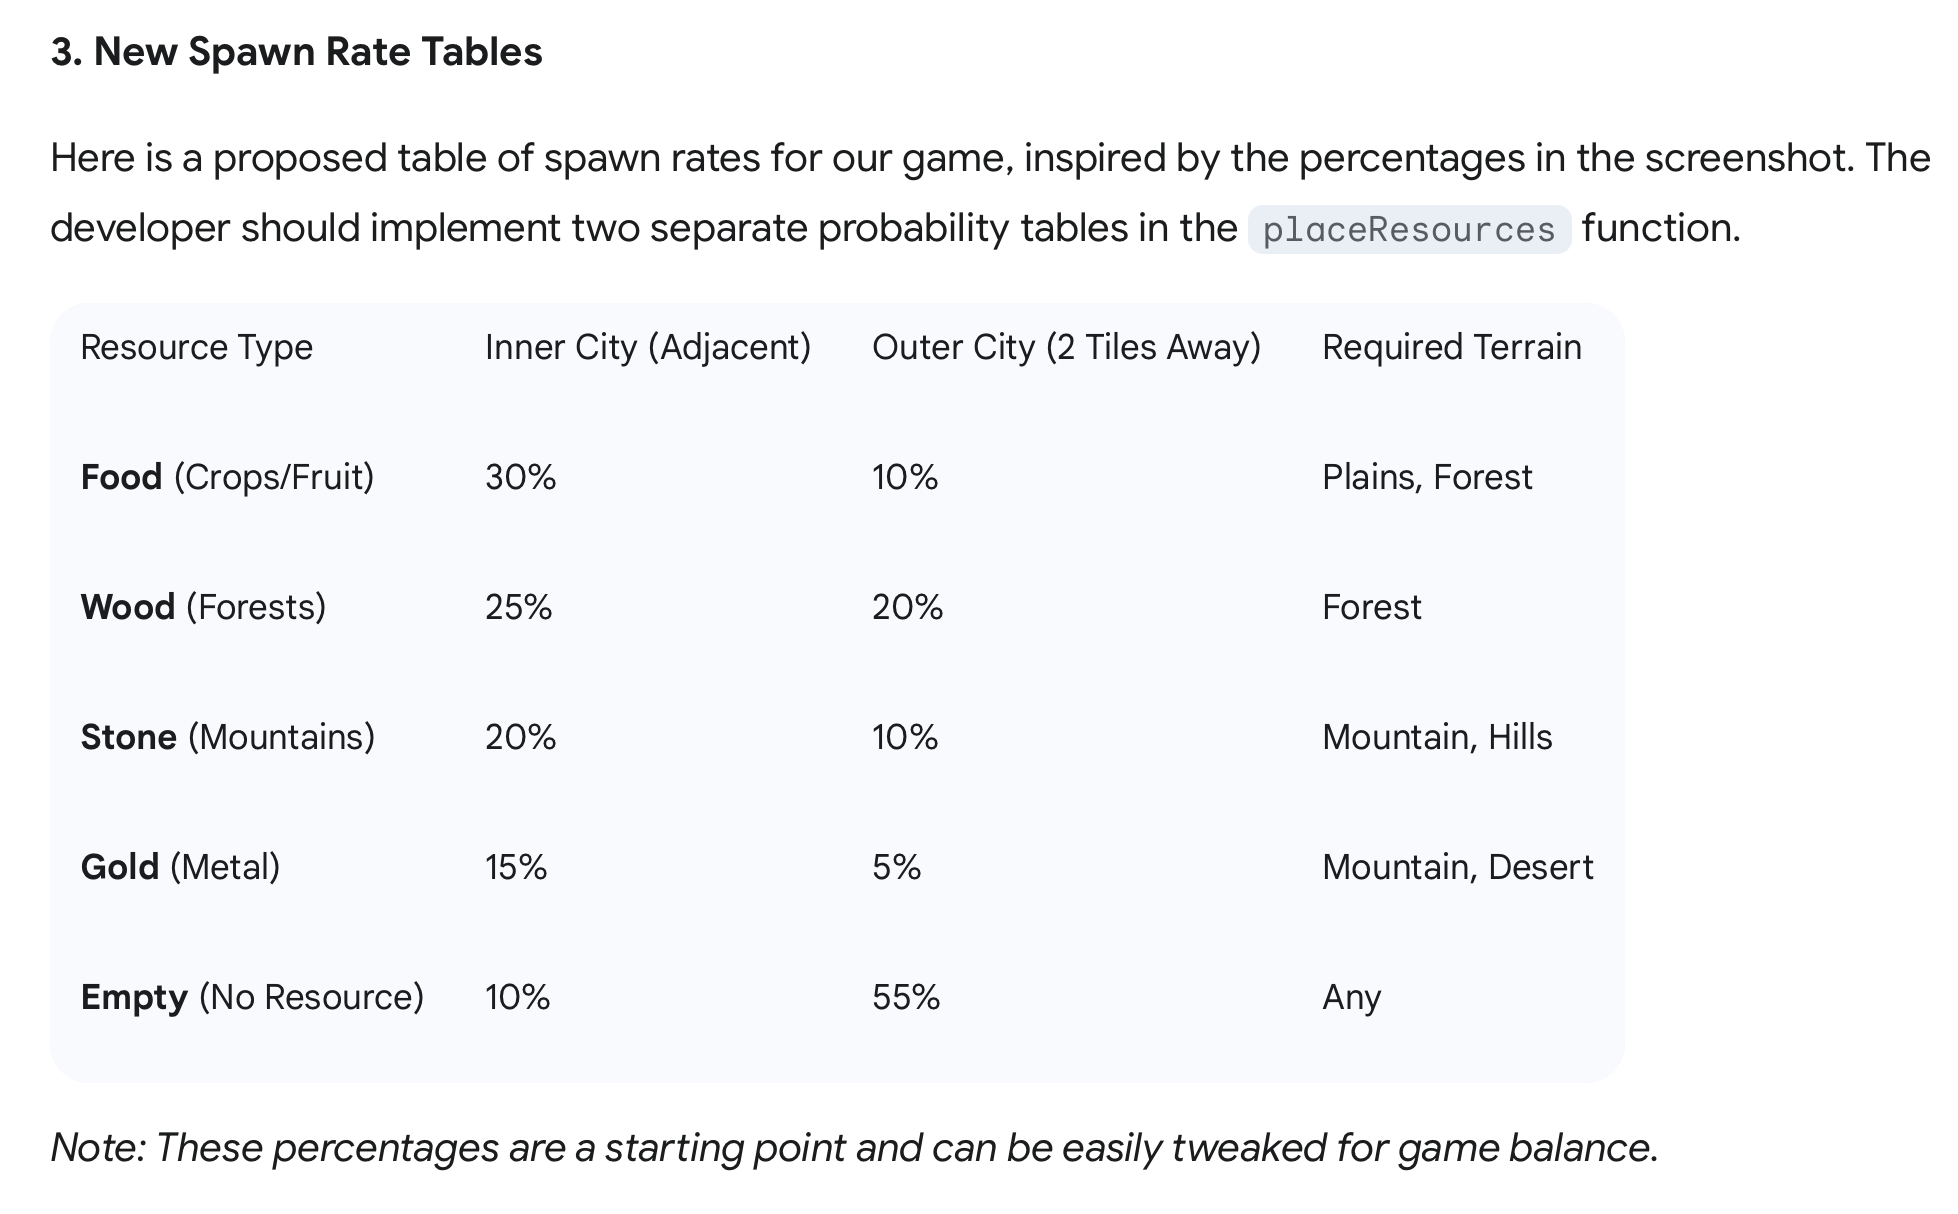 3. New Spawn Rate Tables
Here is a proposed table of spawn rates for our game, inspired by the percentages in the screenshot. The
developer should implement two separate probability tables in the placeResources function.
Resource Type Inner City (Adjacent) Outer City (2 Tiles Away) Required Terrain
Food (Crops/Fruit) 30% 10% Plains, Forest
Wood (Forests) 25% 20% Forest
Stone (Mountains) 20% 10% Mountain, Hills
Gold (Metal) 15% 5% Mountain, Desert
Empty (No Resource) 10% 55% Any
Note: These percentages are a starting point and can be easily tweaked for game balance.